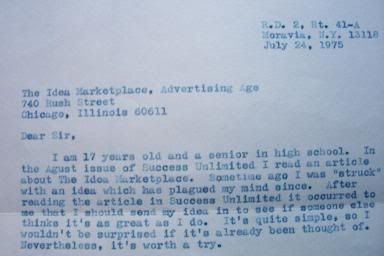 R.D. 2, Rt. 41-A
Moravia, N.Y. 13118
July 24, 1975
The Idea Marketplace, Advertising Age
740 Rush Street
Chicago, Illinois 60611
Dear Sir,
I am 17 years old and a senior in high school. In
the Agust issue of Success Unlimited I read an article
about The Idea Marketplace. Sometime ago I was "struck"
with an idea which has plagued my mind since. After
reading the article in Success Unlimited it occurred to
me that I should send my idea in to see if someone else
thinks it's as great as I do. It's quite simple, so I
wouldn't be surprised if it's already been thought of.
Nevertheless, it's worth a try.